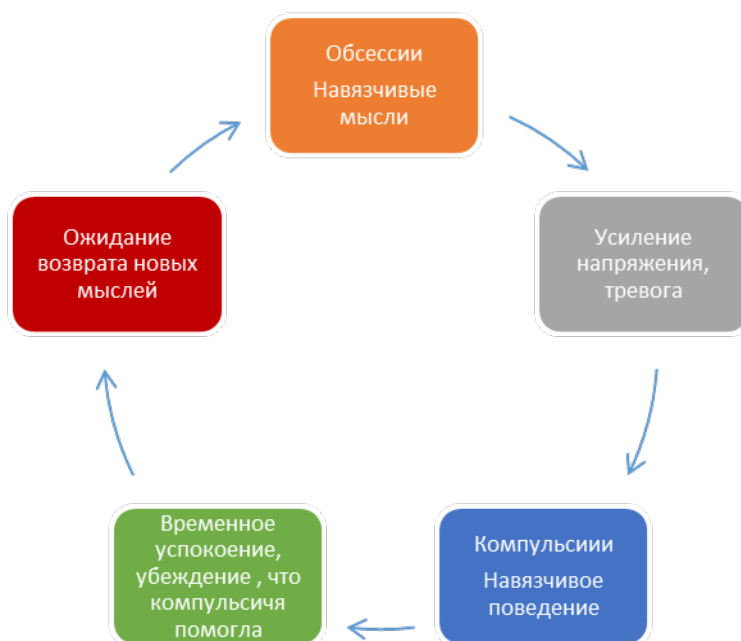 Обсессии
Навязчивые
мысли
Усиление
напряжения,
тревога
Компульсиии
Навязчивое
поведение
Временное
успокоение,
убеждение , что
компульсичя
помогла
Ожидание
возврата новых
мыслей